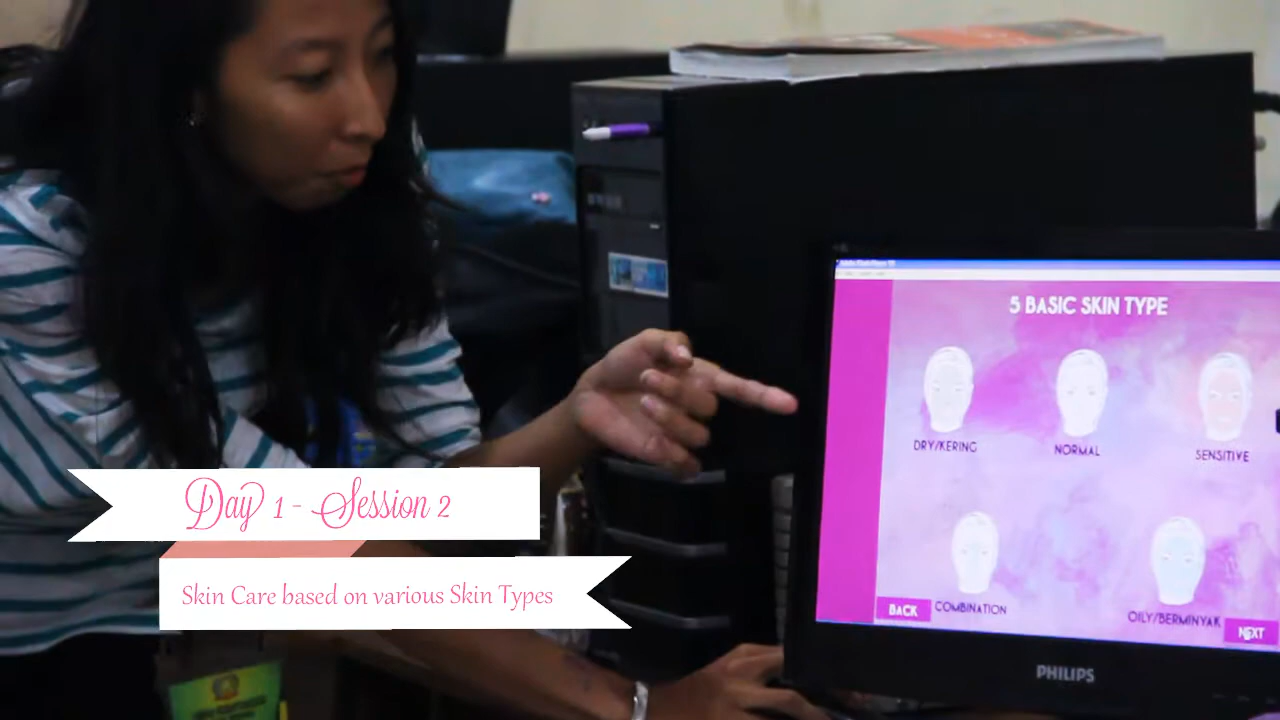 5 BASIC SKIN TYPE
DRY/KERING
NORMAL
SENSITIVE
Day 1 - Session 2
Skin Care based on various Skin Types
BACK
COMBINATION
OILY/BERMINYAK
NEXT
PHILIPS